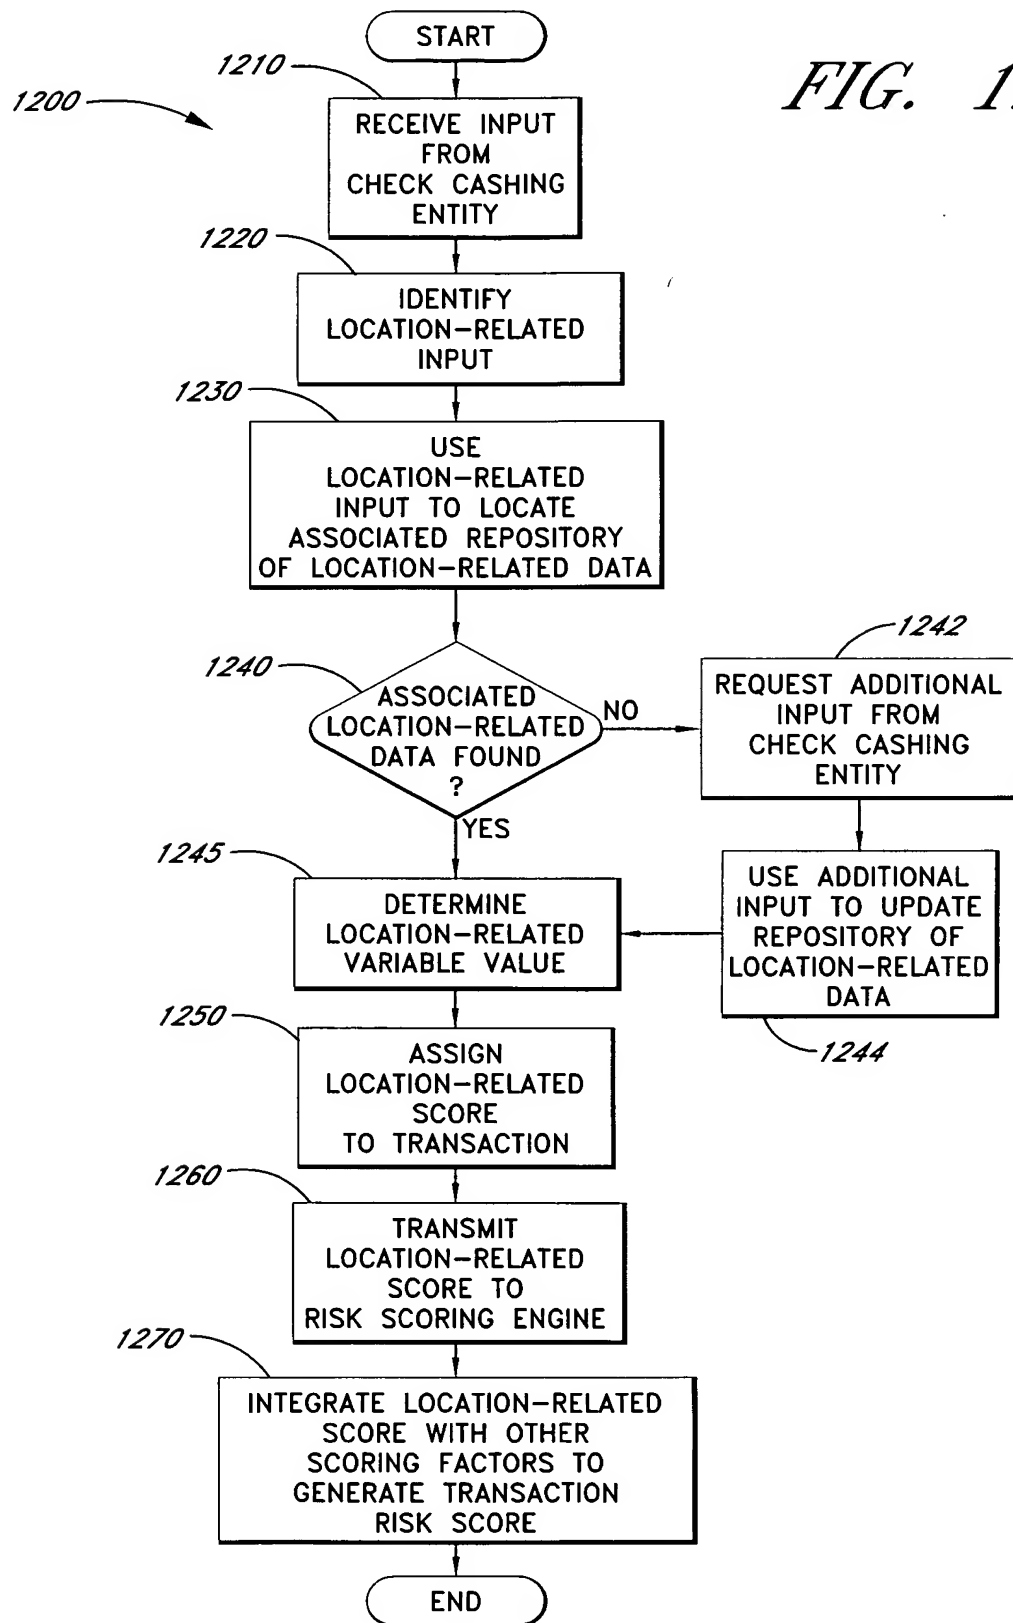 START
FIG. 1
1200
1210
RECEIVE INPUT
FROM
CHECK CASHING
ENTITY
1220
IDENTIFY
LOCATION-RELATED
INPUT
1230
USE
LOCATION-RELATED
INPUT TO LOCATE
ASSOCIATED REPOSITORY
OF LOCATION-RELATED DATA
1240
ASSOCIATED
LOCATION-RELATED
DATA FOUND
?
NO
YES
1242
REQUEST ADDITIONAL
INPUT FROM
CHECK CASHING
ENTITY
USE ADDITIONAL
INPUT TO UPDATE
REPOSITORY OF
LOCATION-RELATED
DATA
1244
1245
DETERMINE
LOCATION-RELATED
VARIABLE VALUE
1250
ASSIGN
LOCATION-RELATED
SCORE
TO TRANSACTION
1260
TRANSMIT
LOCATION-RELATED
SCORE TO
RISK SCORING ENGINE
1270
INTEGRATE LOCATION-RELATED
SCORE WITH OTHER
SCORING FACTORS TO
GENERATE TRANSACTION
RISK SCORE
END